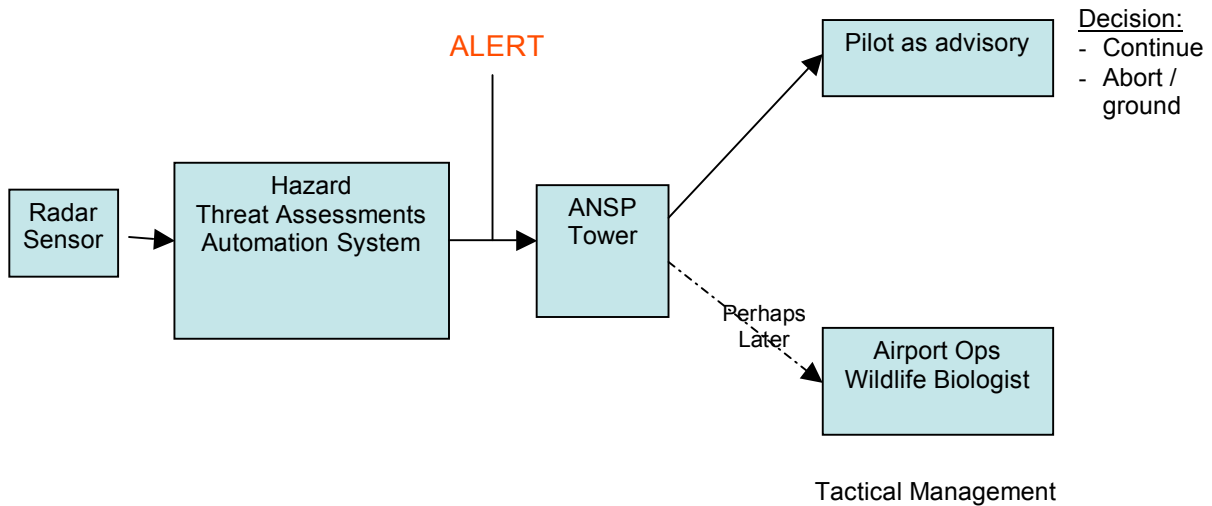 ALERT
Radar
Sensor
Hazard
Threat Assessments
Automation System
ANSP
Tower
Pilot as advisory
Decision:
- Continue
- Abort /
ground
Perhaps
Later
Airport Ops
Wildlife Biologist
Tactical Management